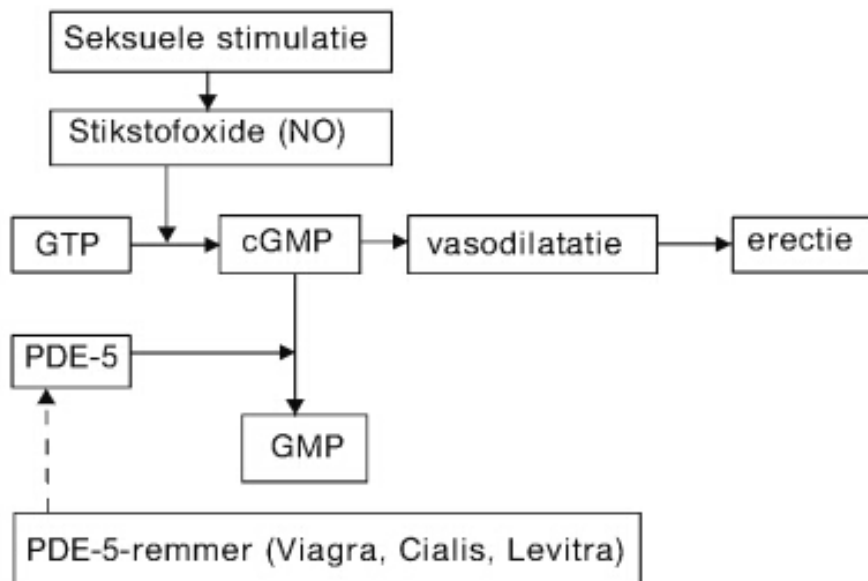 Seksuele stimulatie
Stikstofoxide (NO)
GTP
cGMP
vasodilatatie
erectie
PDE-5
GMP
PDE-5-remmer (Viagra, Cialis, Levitra)